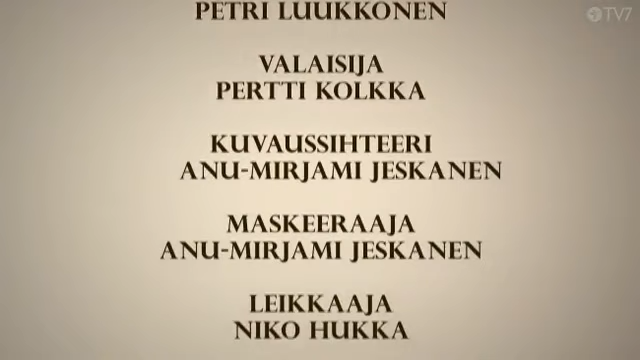 PETRI LUUKKONEN
TV7
VALAISIJA
PERTTI KOLKKA
KUVAUSSIHTEERI
ANU-MIRJAMI JESKANEN
MASKEERAAJA
ANU-MIRJAMI JESKANEN
LEIKKAAJA
NIKO HUKKA